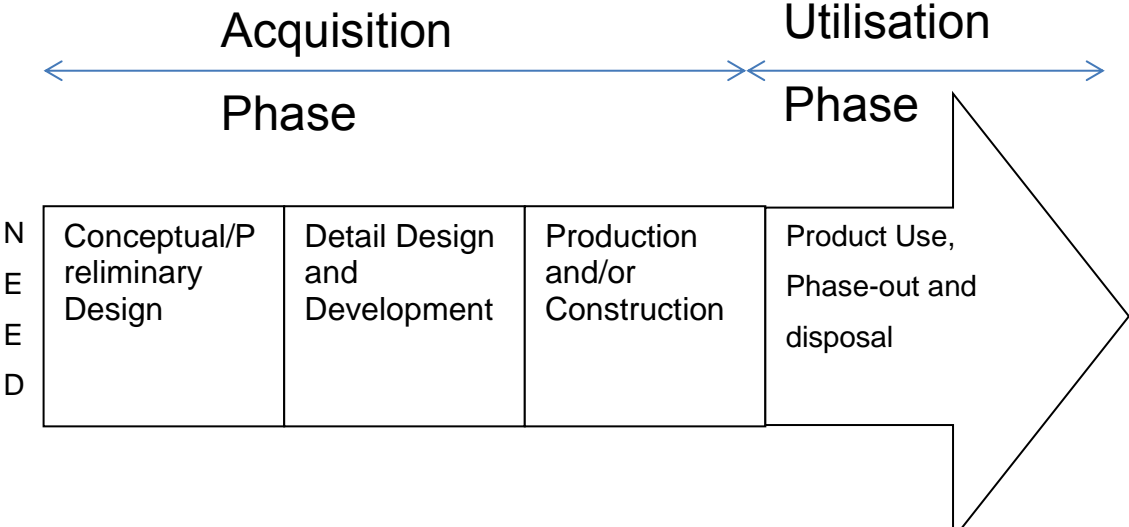 Acquisition
Phase
Utilisation
Phase
N
E
E
D
Conceptual/P
reliminary
Design
Detail Design
and
Development
Production
and/or
Construction
Product Use,
Phase-out and
disposal